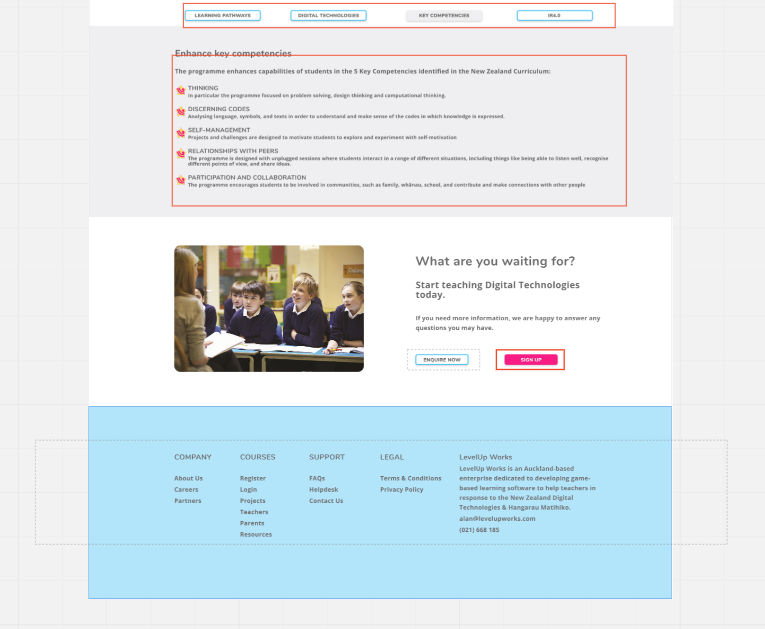 LEARNING PATHWAYS
DIGITAL TECHNOLOGIES
KEY COMPETENCIES
IR4.0
Enhance key competencies
The programme enhances capabilities of students in the 5 Key Competencies identified in the New Zealand Curriculum:
THINKING
In particular the programme focused on problem solving, design thinking and computational thinking.
DISCERNING CODES
Analysing language, symbols, and texts in order to understand and make sense of the codes in which knowledge is expressed.
SELF-MANAGEMENT
Projects and challenges are designed to motivate students to explore and experiment with self-motivation
RELATIONSHIPS WITH PEERS
The programme is designed with unplugged sessions where students interact in a range of different situations, including things like being able to listen well, recognise
different points of view, and share ideas.
PARTICIPATION AND COLLABORATION
The programme encourages students to be involved in communities, such as family, whānau, school, and contribute and make connections with other people
What are you waiting for?
Start teaching Digital Technologies
today.
If you need more information, we are happy to answer any
questions you may have.
ENQUIRE NOW
SIGN UP
COMPANY
About Us
Careers
Partners
COURSES
Register
Login
Projects
Teachers
Parents
Resources
SUPPORT
FAQs
Helpdesk
Contact Us
LEGAL
Terms & Conditions
Privacy Policy
LevelUp Works
LevelUp Works is an Auckland-based
enterprise dedicated to developing game-
based learning software to help teachers in
response to the New Zealand Digital
Technologies & Hangarau Matihiko.
alan@levelupworks.com
(021) 668 185